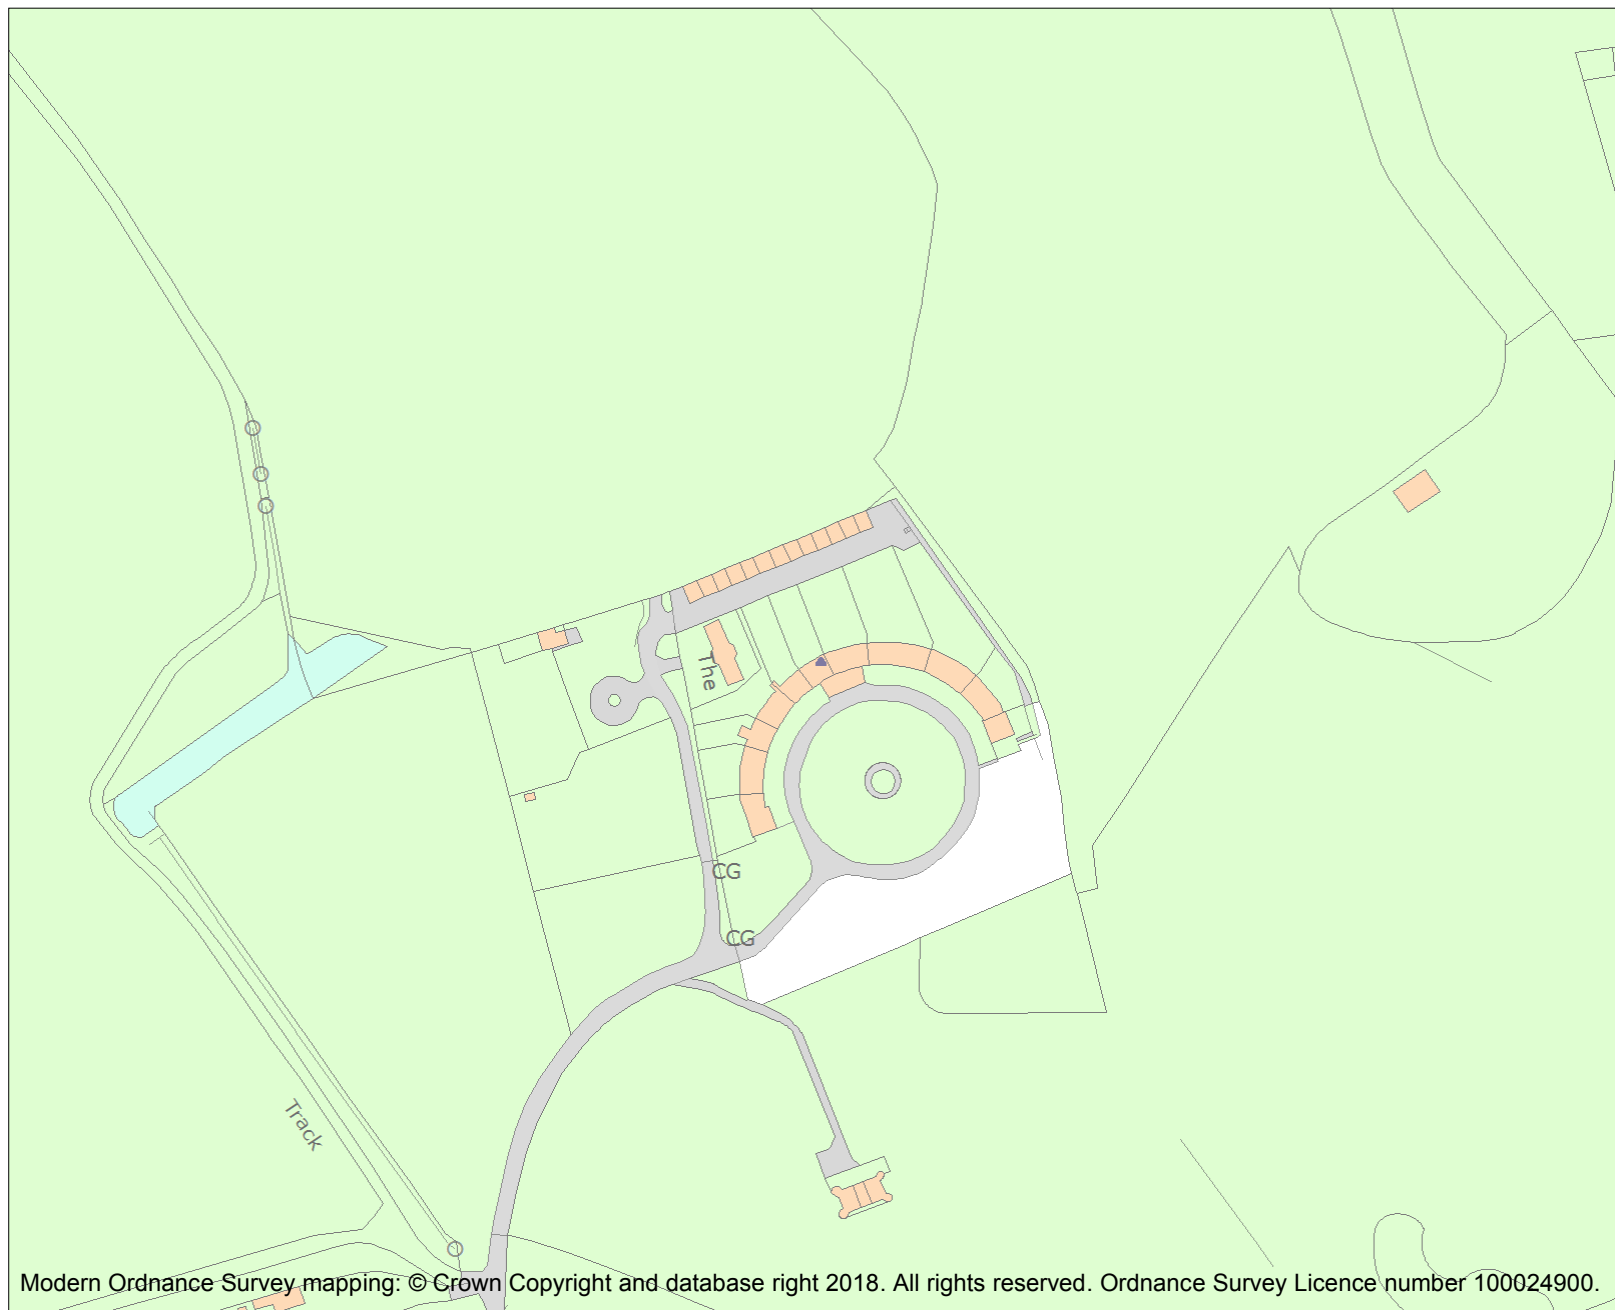 The
CG
CG
Track
Modern Ordnance Survey mapping: © Crown Copyright and database right 2018. All rights reserved. Ordnance Survey Licence number 100024900.